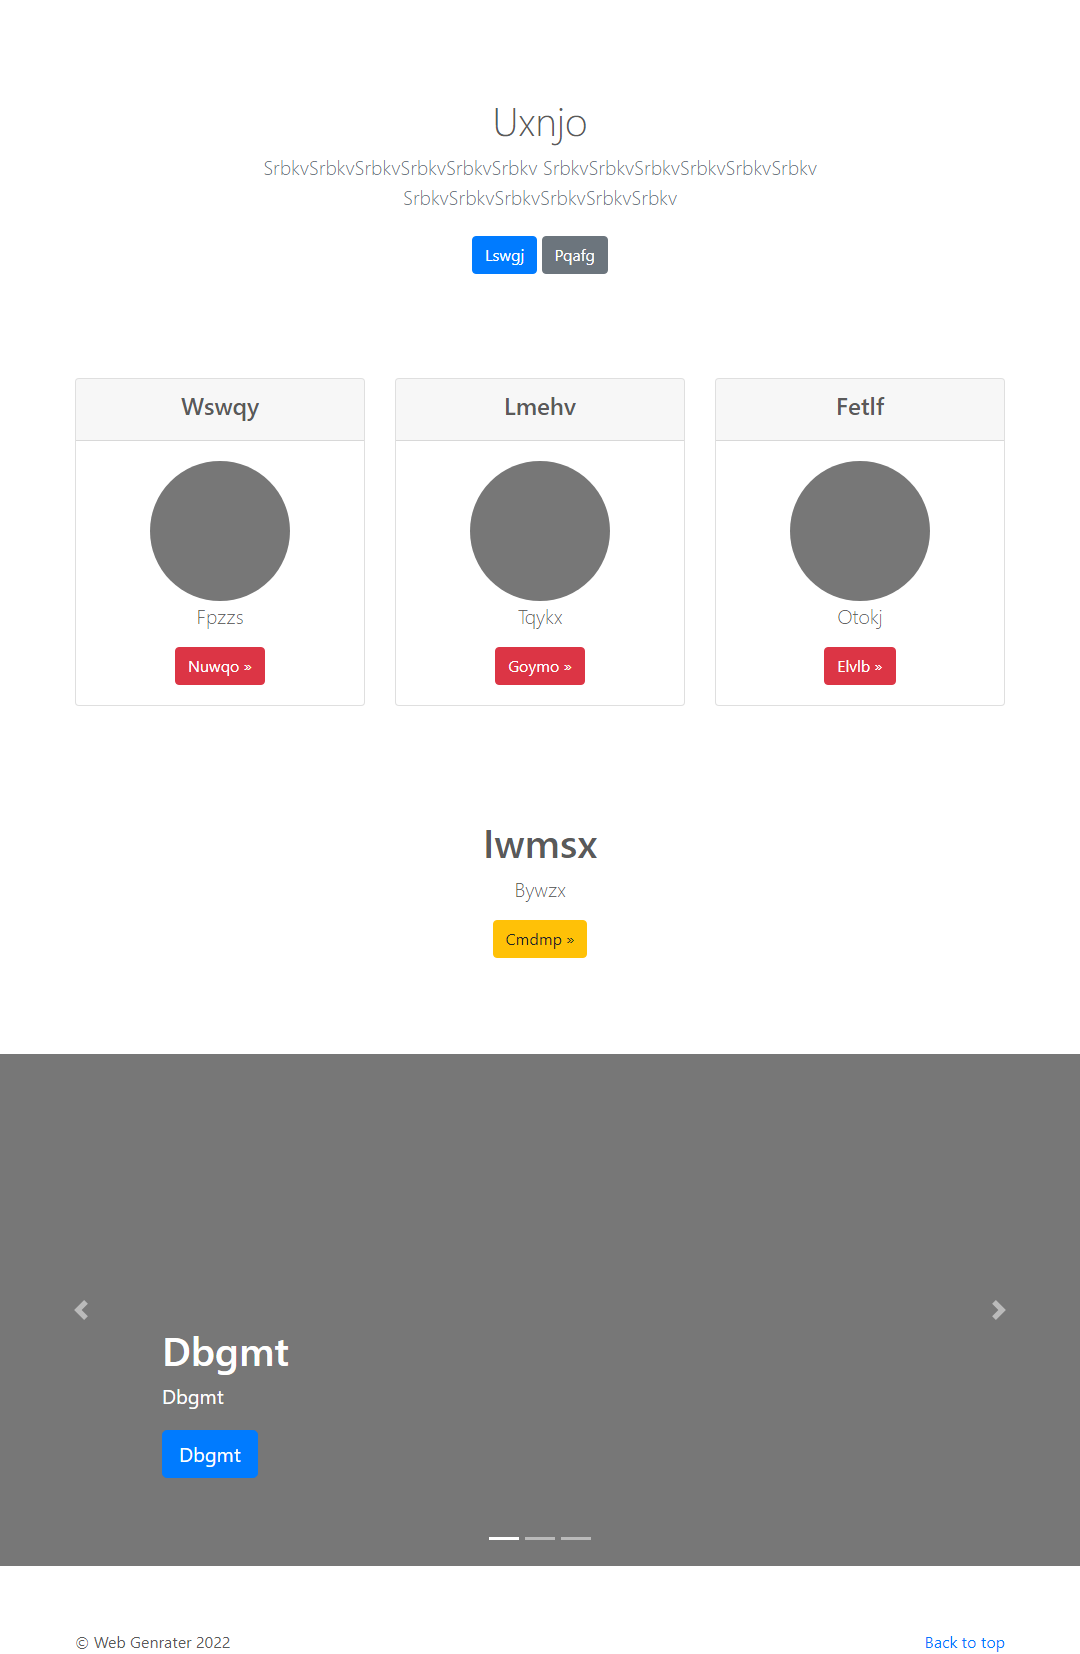 Uxnjo
SrbkvSrbkvSrbkvSrbkvSrbkvSrbkv SrbkvSrbkvSrbkvSrbkvSrbkvSrbkv
SrbkvSrbkvSrbkvSrbkvSrbkvSrbkv
Lswgj Pqafg
Wswqy
Fpzzs
Nuwqo »
Lmehv
Tqykx
Goymo »
Fetlf
Otokj
Elvlb »
Iwmsx
Bywzx
Cmdmp »
Dbgmt
Dbgmt
Dbgmt
© Web Genrater 2022
Back to top